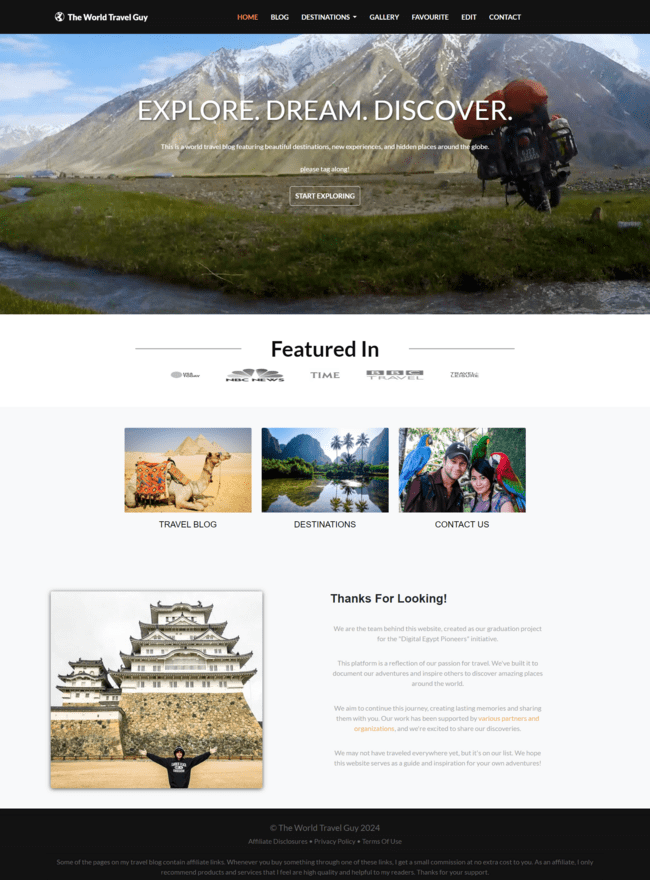 The World Travel Guy
HOME BLOG DESTINATIONS GALLERY FAVOURITE EDIT CONTACT
EXPLORE. DREAM. DISCOVER.
This is a world travel blog featuring beautiful destinations, new experiences, and hidden places around the globe.
please tag along!
START EXPLORING
Featured In
USA TODAY
NBC NEWS
TIME
BBC
TRAVEL
TRAVEL+
TRAVEL BLOG
DESTINATIONS
CONTACT US
Thanks For Looking!
We are the team behind this website, created as our graduation project
for the "Digital Egypt Pioneers" initiative.
This platform is a reflection of our passion for travel. We've built it to
document our adventures and inspire others to discover amazing places
around the world.
We aim to continue this journey, creating lasting memories and sharing
them with you. Our work has been supported by various partners and
organizations, and we're excited to share our discoveries.
We may not have traveled everywhere yet, but it's on our list. We hope
this website serves as a guide and inspiration for your own adventures!
© The World Travel Guy 2024
Affiliate Disclosures • Privacy Policy • Terms Of Use
Some of the pages on my travel blog contain affiliate links. Whenever you buy something through one of these links, I get a small commission at no extra cost to you. As an affiliate, I only
recommend products and services that I feel are high quality and helpful to my readers. Thanks for your support.